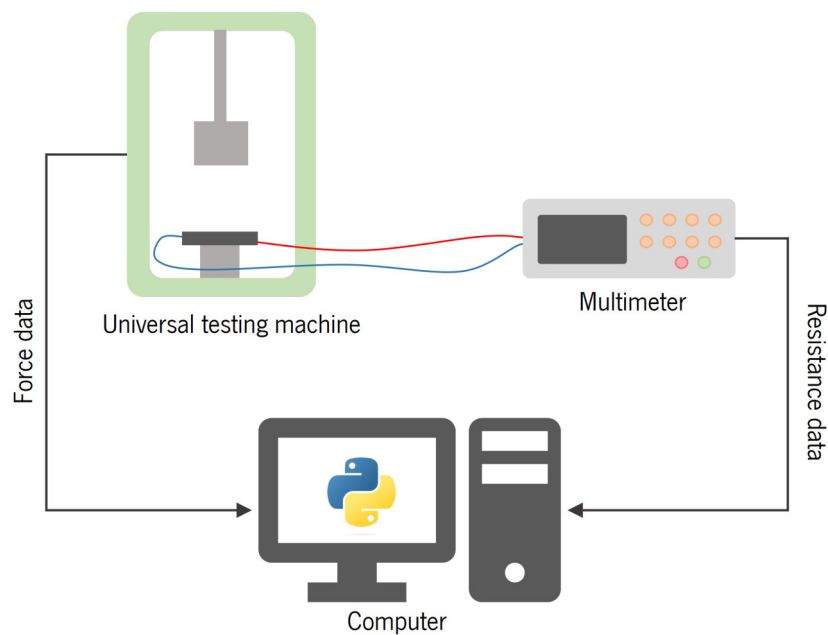 Universal testing machine
Multimeter
Force data
Resistance data
Computer